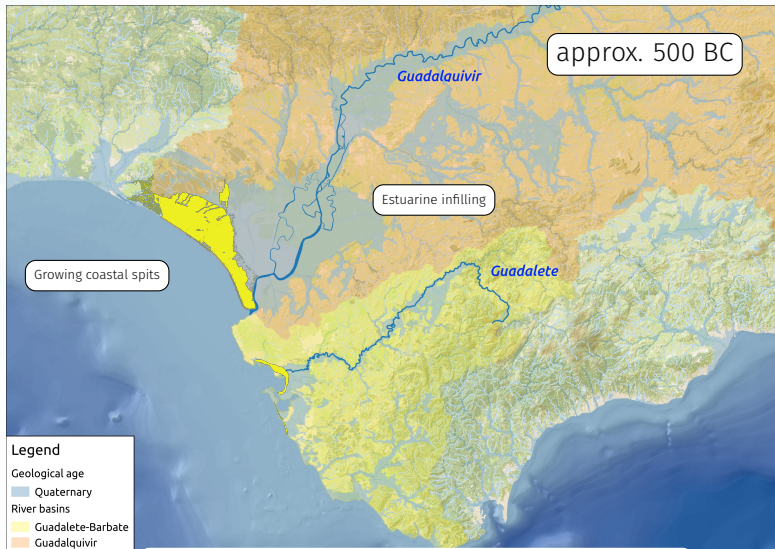 approx. 500 BC
Guadalquivir
Estuarine infilling
Growing coastal spits
Guadalete
Legend
Geological age
Quaternary
River basins
Guadalete-Barbate
Guadalquivir